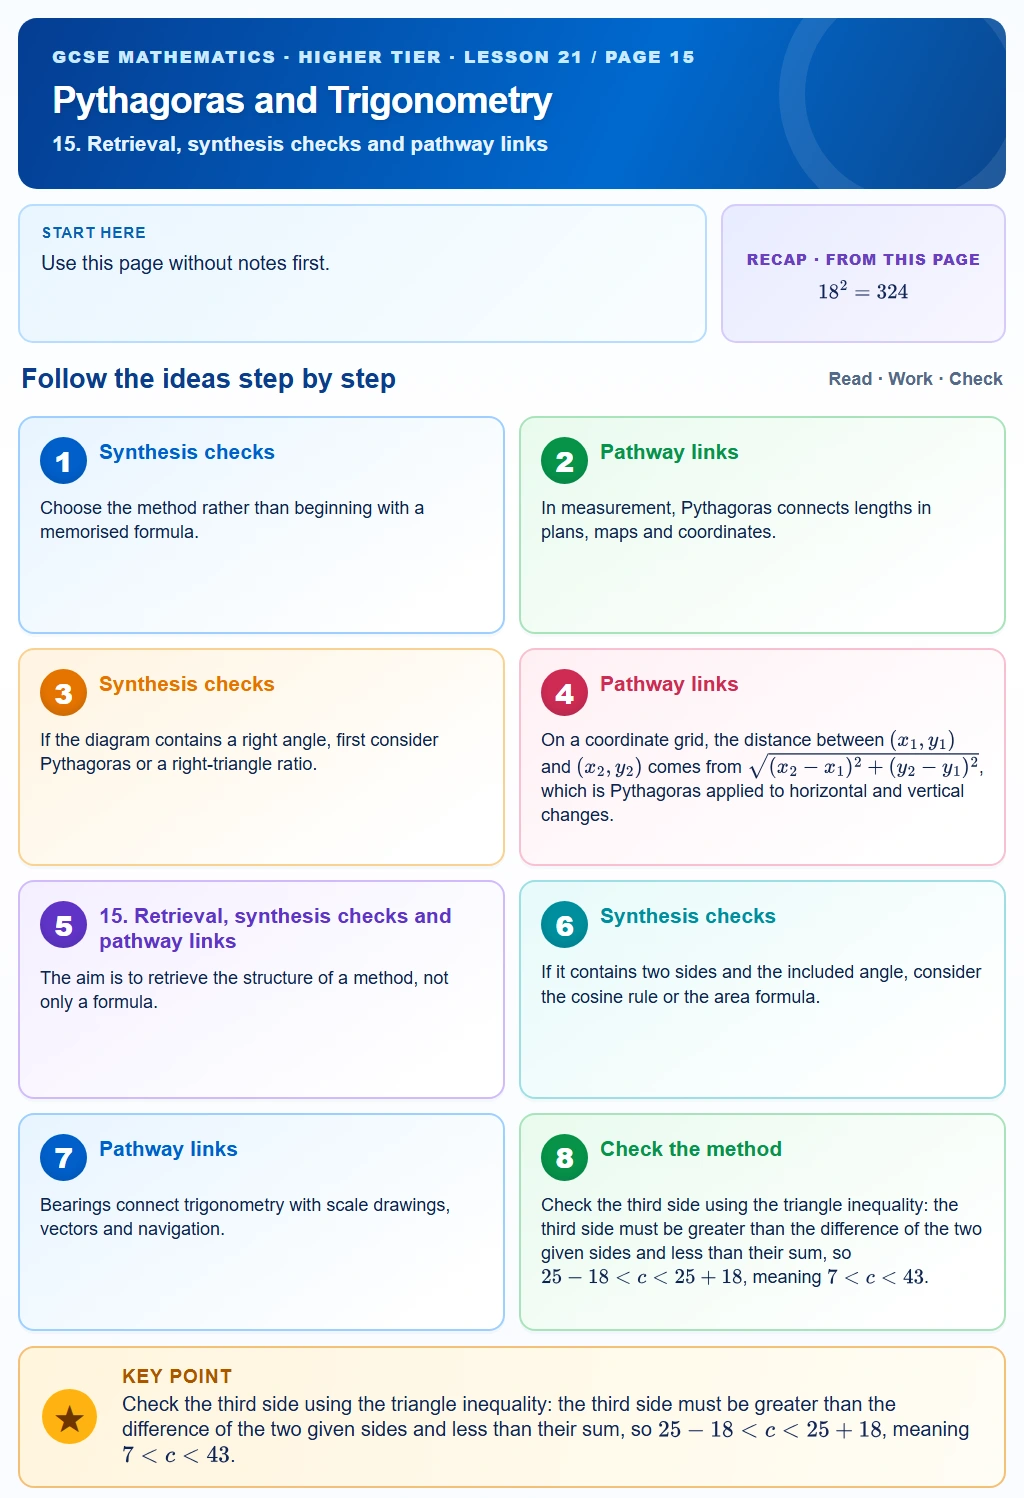 GCSE MATHEMATICS · HIGHER TIER · LESSON 21 / PAGE 15
Pythagoras and Trigonometry
15. Retrieval, synthesis checks and pathway links
START HERE
Use this page without notes first.
RECAP · FROM THIS PAGE
18² = 324
Follow the ideas step by step
Read · Work · Check
1
Synthesis checks
Choose the method rather than beginning with a
memorised formula.
2
Pathway links
In measurement, Pythagoras connects lengths in
plans, maps and coordinates.
3
Synthesis checks
If the diagram contains a right angle, first consider
Pythagoras or a right-triangle ratio.
4
Pathway links
On a coordinate grid, the distance between (x₁, y₁)
and (x₂, y₂) comes from √((x₂ − x₁)² + (y₂ − y₁)²),
which is Pythagoras applied to horizontal and vertical
changes.
5
15. Retrieval, synthesis checks and
pathway links
The aim is to retrieve the structure of a method, not
only a formula.
6
Synthesis checks
If it contains two sides and the included angle, consider
the cosine rule or the area formula.
7
Pathway links
Bearings connect trigonometry with scale drawings,
vectors and navigation.
8
Check the method
Check the third side using the triangle inequality: the
third side must be greater than the difference of the two
given sides and less than their sum, so
25 − 18 < c < 25 + 18, meaning 7 < c < 43.
KEY POINT
Check the third side using the triangle inequality: the third side must be greater than the
difference of the two given sides and less than their sum, so 25 − 18 < c < 25 + 18, meaning
7 < c < 43.